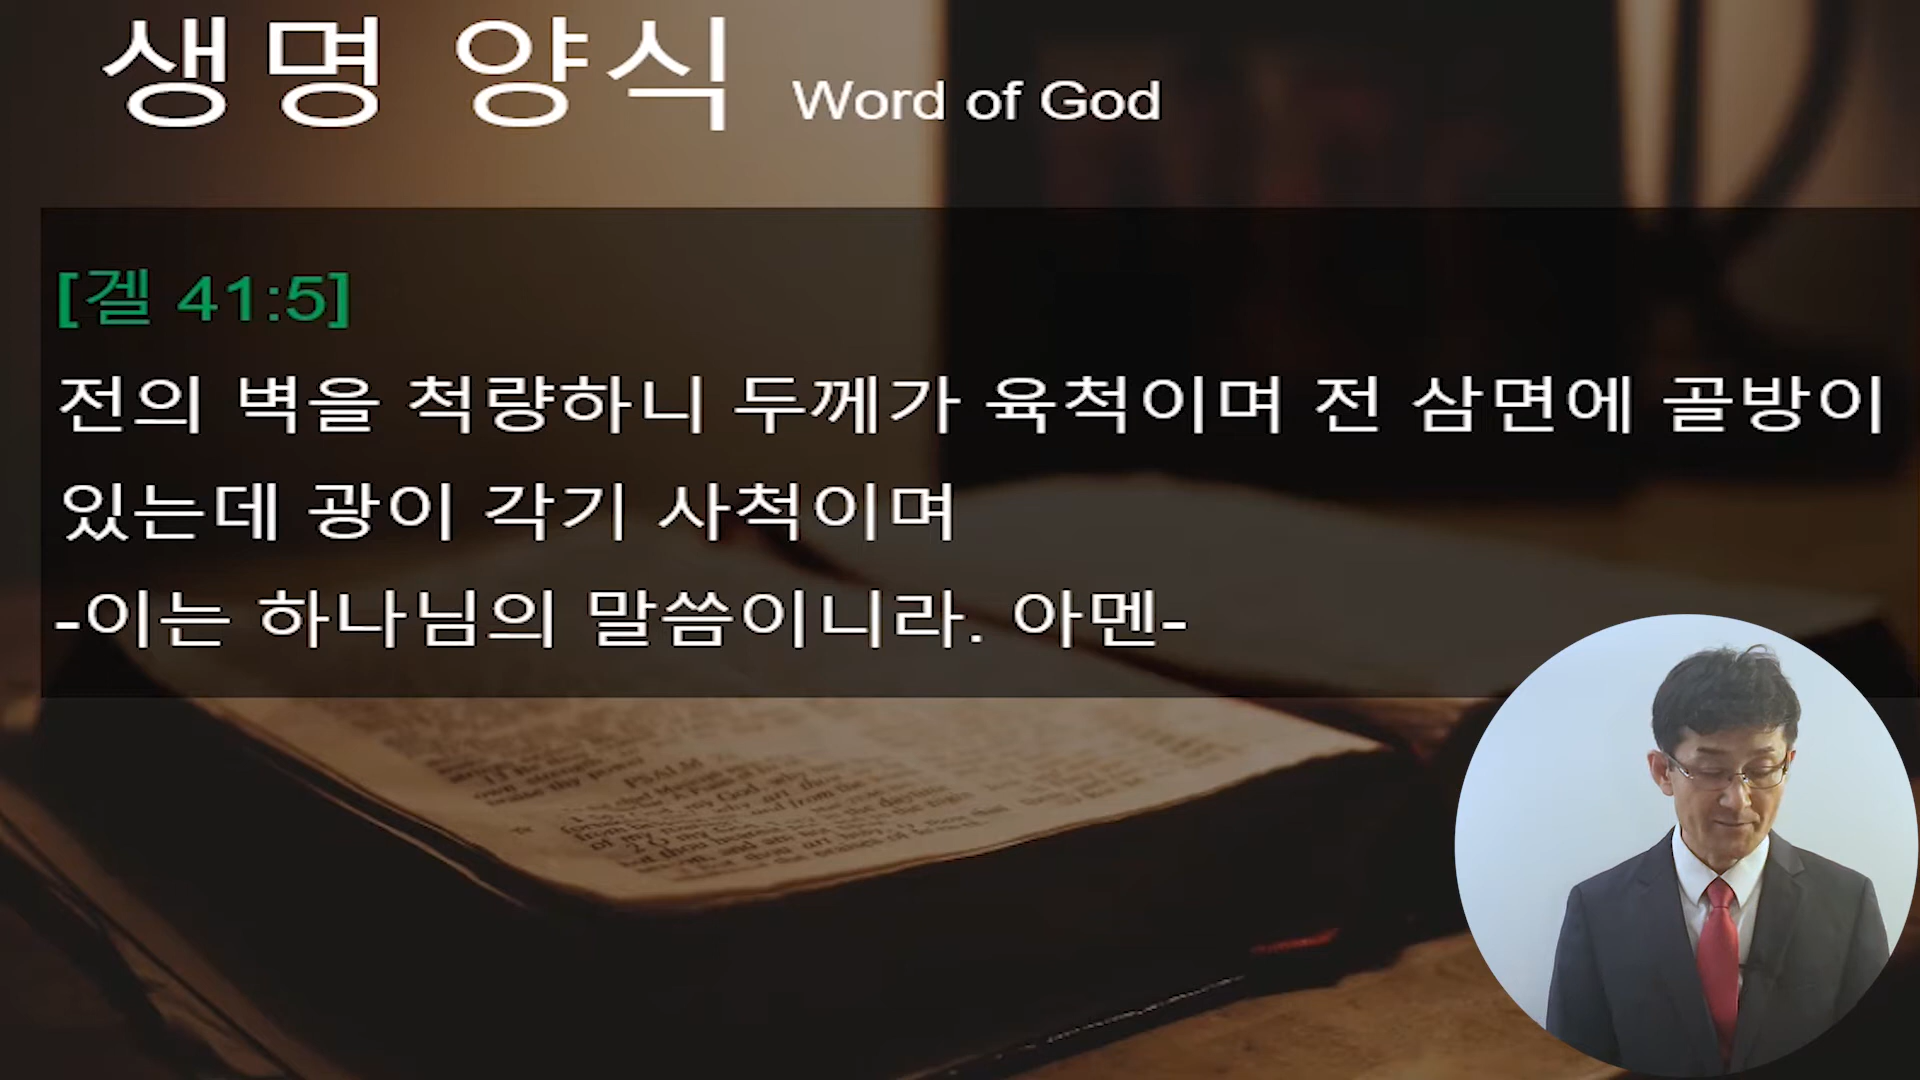 생명 양식 Word of God
[겔 41:5]
전의 벽을 척량하니 두께가 육척이며 전 삼면에 골방이
있는데 광이 각기 사척이며
-이는 하나님의 말씀이니라. 아멘-
PSALM